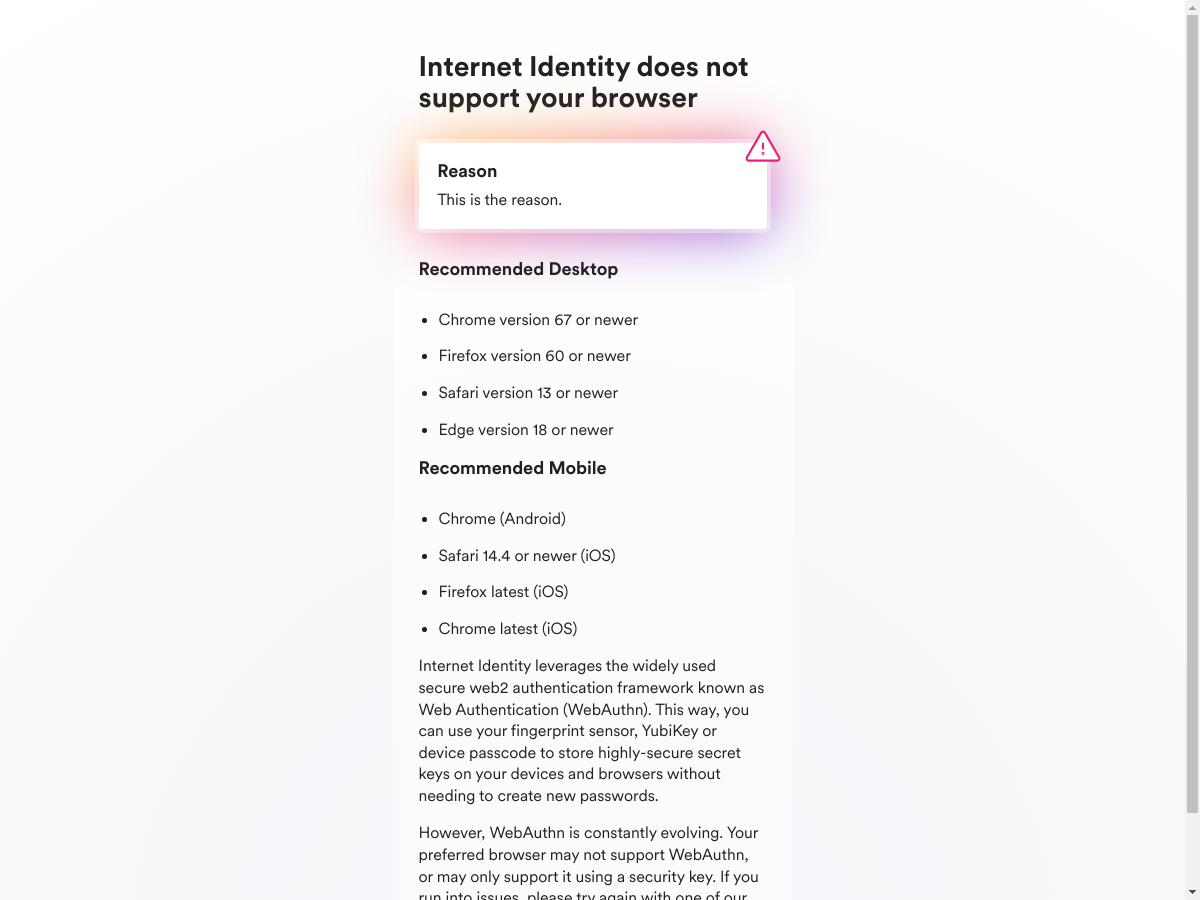 Internet Identity does not
support your browser
Reason
This is the reason.
Recommended Desktop
Chrome version 67 or newer
Firefox version 60 or newer
Safari version 13 or newer
Edge version 18 or newer
Recommended Mobile
Chrome (Android)
Safari 14.4 or newer (iOS)
Firefox latest (iOS)
Chrome latest (iOS)
Internet Identity leverages the widely used
secure web2 authentication framework known as
Web Authentication (WebAuthn). This way, you
can use your fingerprint sensor, YubiKey or
device passcode to store highly-secure secret
keys on your devices and browsers without
needing to create new passwords.
However, WebAuthn is constantly evolving. Your
preferred browser may not support WebAuthn,
or may only support it using a security key. If you
run into issues, please try again with one of our